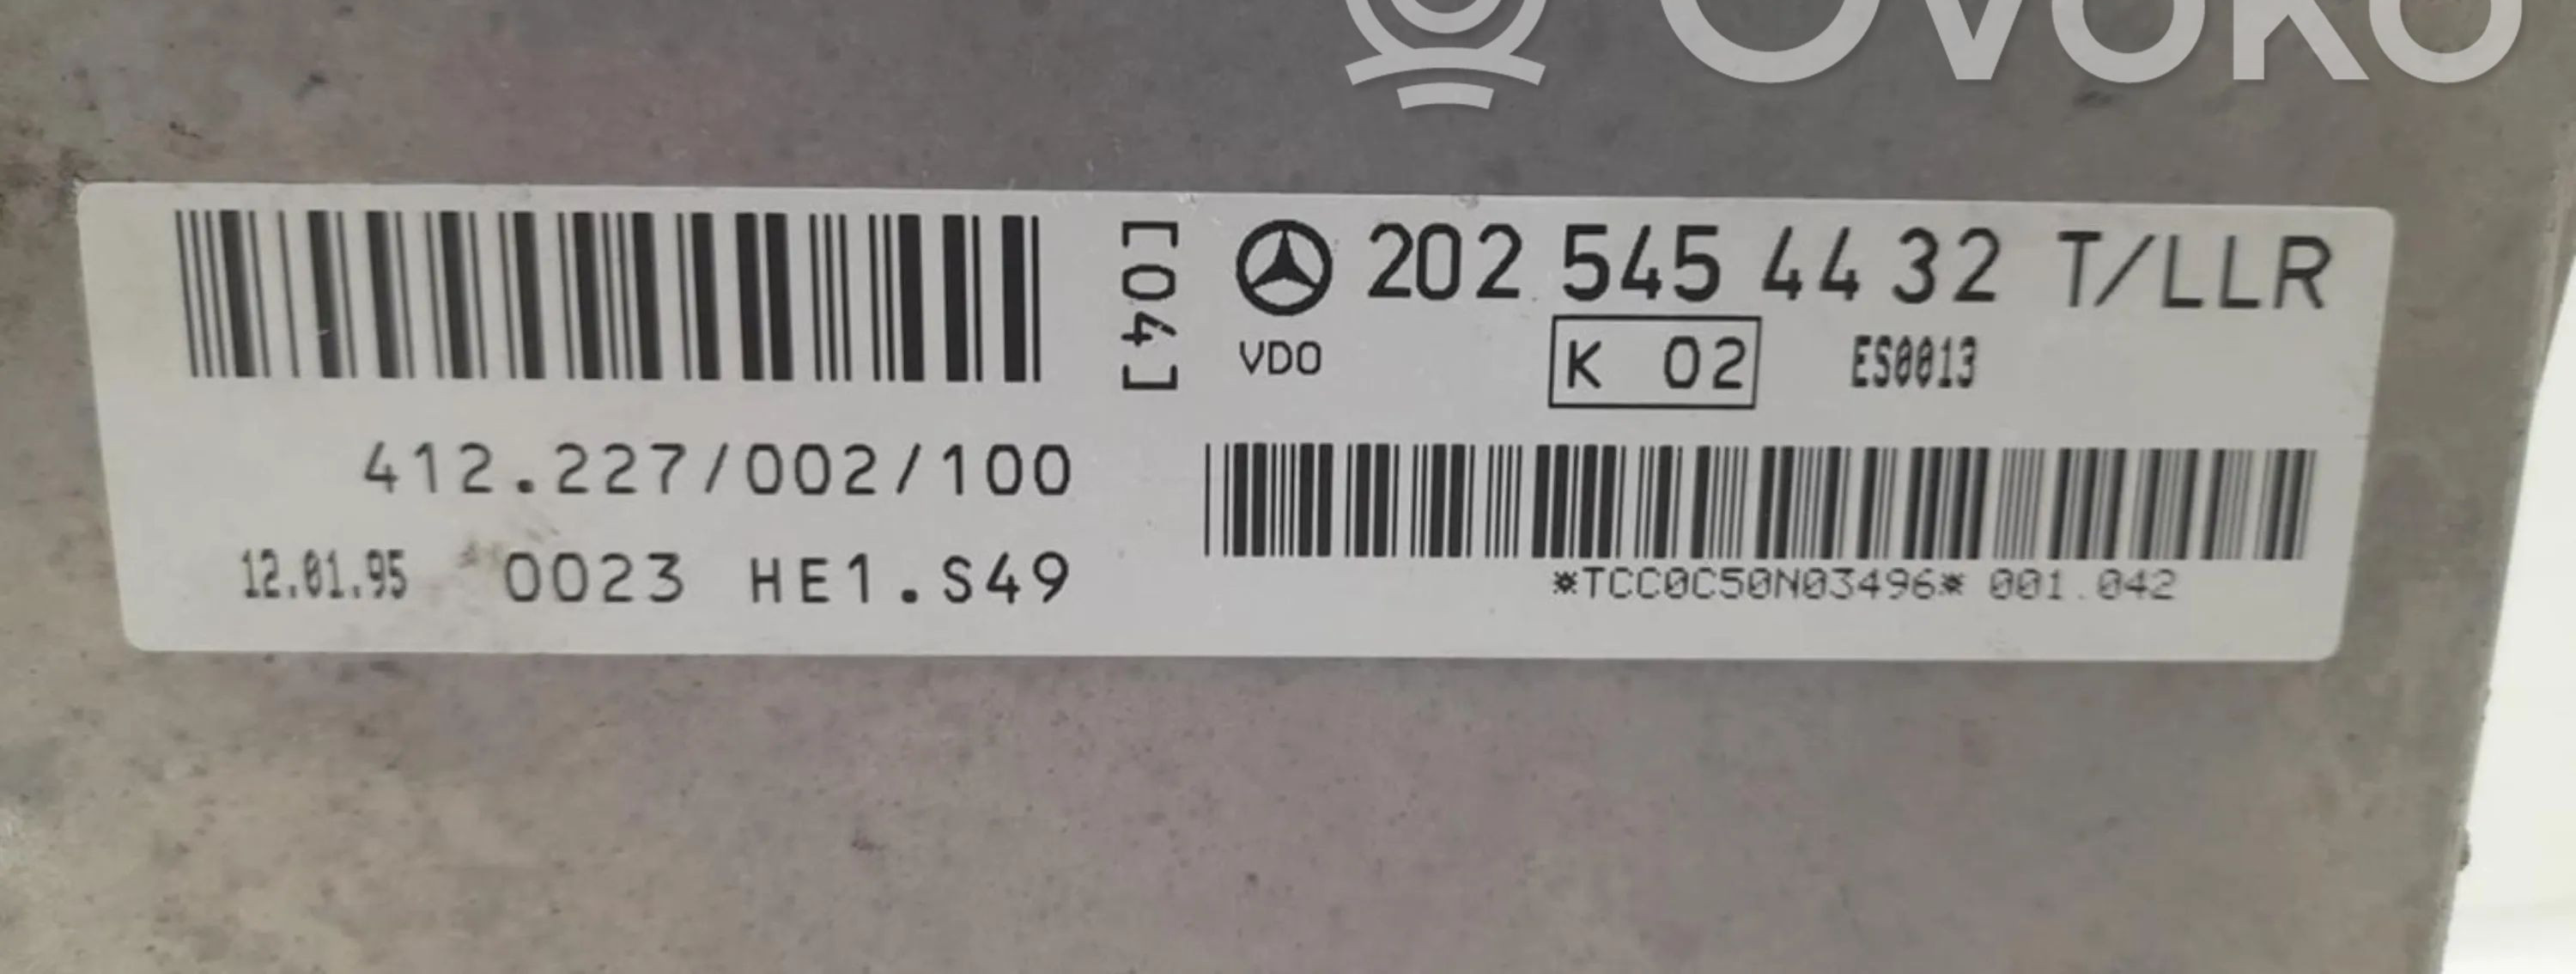 OVOKO
[04]
202 545 44 32 T/LLR
VDO
K 02
ES0013
412.227/002/100
12.01.95 0023 HE1.S49
*TCC0C50N03496* 001.042